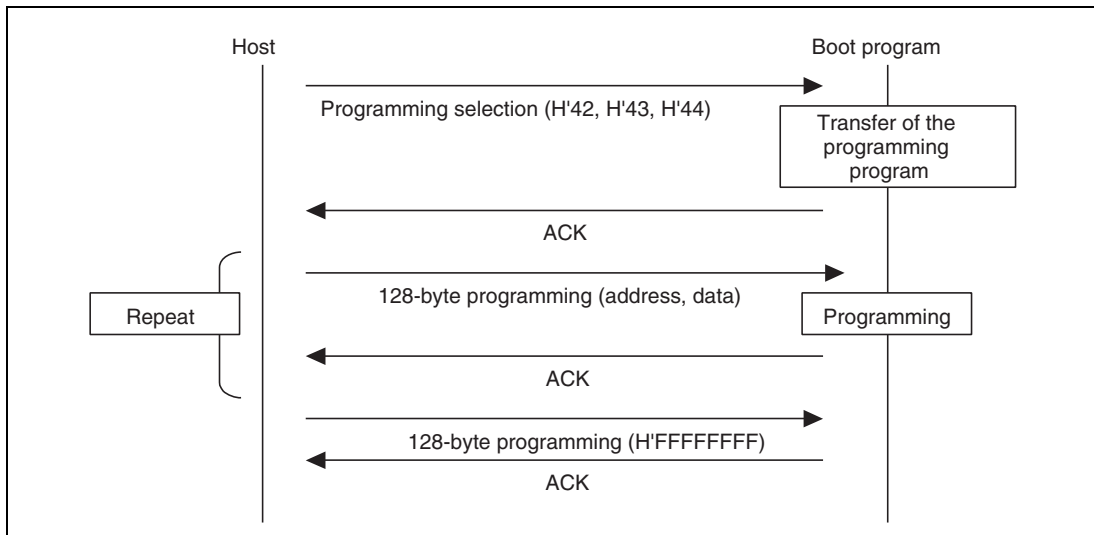 Host
Boot program
Programming selection (H'42, H'43, H'44)
Transfer of the
programming
program
ACK
128-byte programming (address, data)
Repeat
Programming
ACK
128-byte programming (H'FFFFFFFF)
ACK